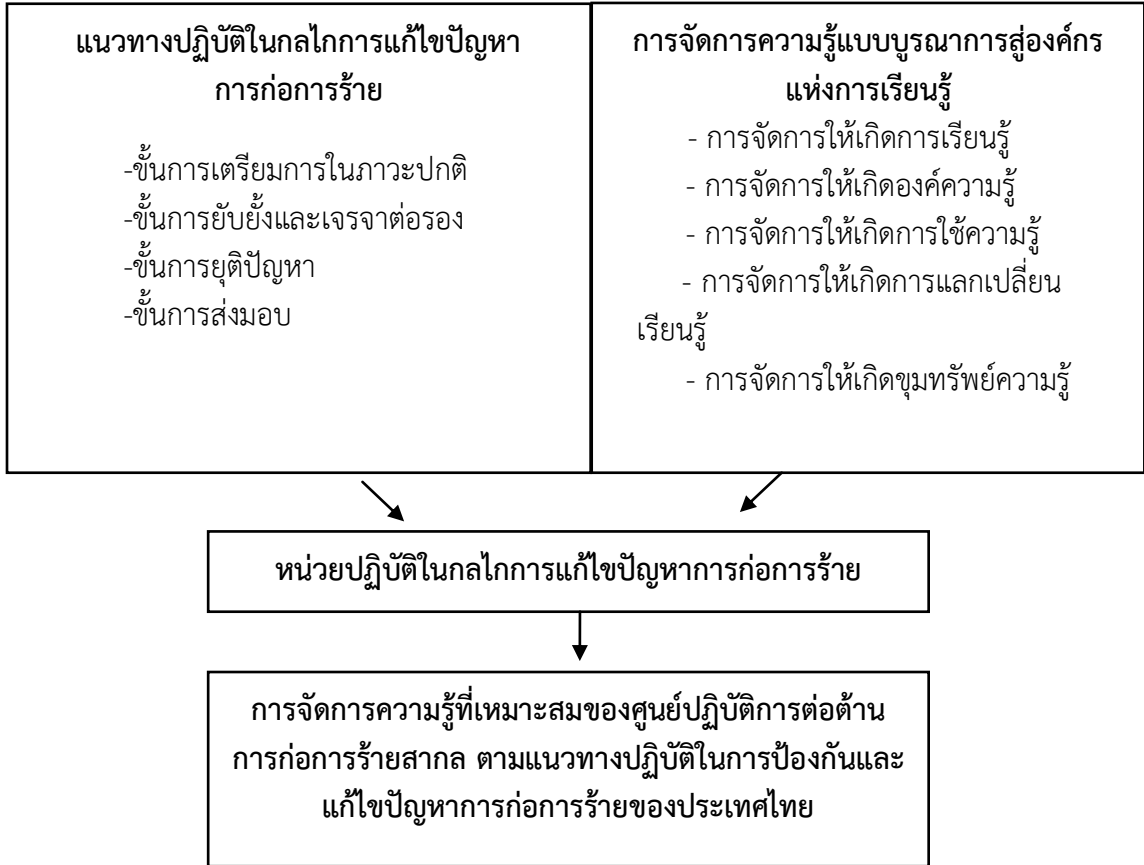 แนวทางปฏิบัติในกลไกการแก้ไขปัญหา
การก่อการร้าย
-ขั้นการเตรียมการในภาวะปกติ
-ขั้นการยับยั้งและเจรจาต่อรอง
-ขั้นการยุติปัญหา
-ขั้นการส่งมอบ
การจัดการความรู้แบบบูรณาการสู่องค์กร
แห่งการเรียนรู้
- การจัดการให้เกิดการเรียนรู้
- การจัดการให้เกิดองค์ความรู้
- การจัดการให้เกิดการใช้ความรู้
- การจัดการให้เกิดการแลกเปลี่ยน
เรียนรู้
- การจัดการให้เกิดขุมทรัพย์ความรู้
หน่วยปฏิบัติในกลไกการแก้ไขปัญหาการก่อการร้าย
การจัดการความรู้ที่เหมาะสมของศูนย์ปฏิบัติการต่อต้าน
การก่อการร้ายสากล ตามแนวทางปฏิบัติในการป้องกันและ
แก้ไขปัญหาการก่อการร้ายของประเทศไทย